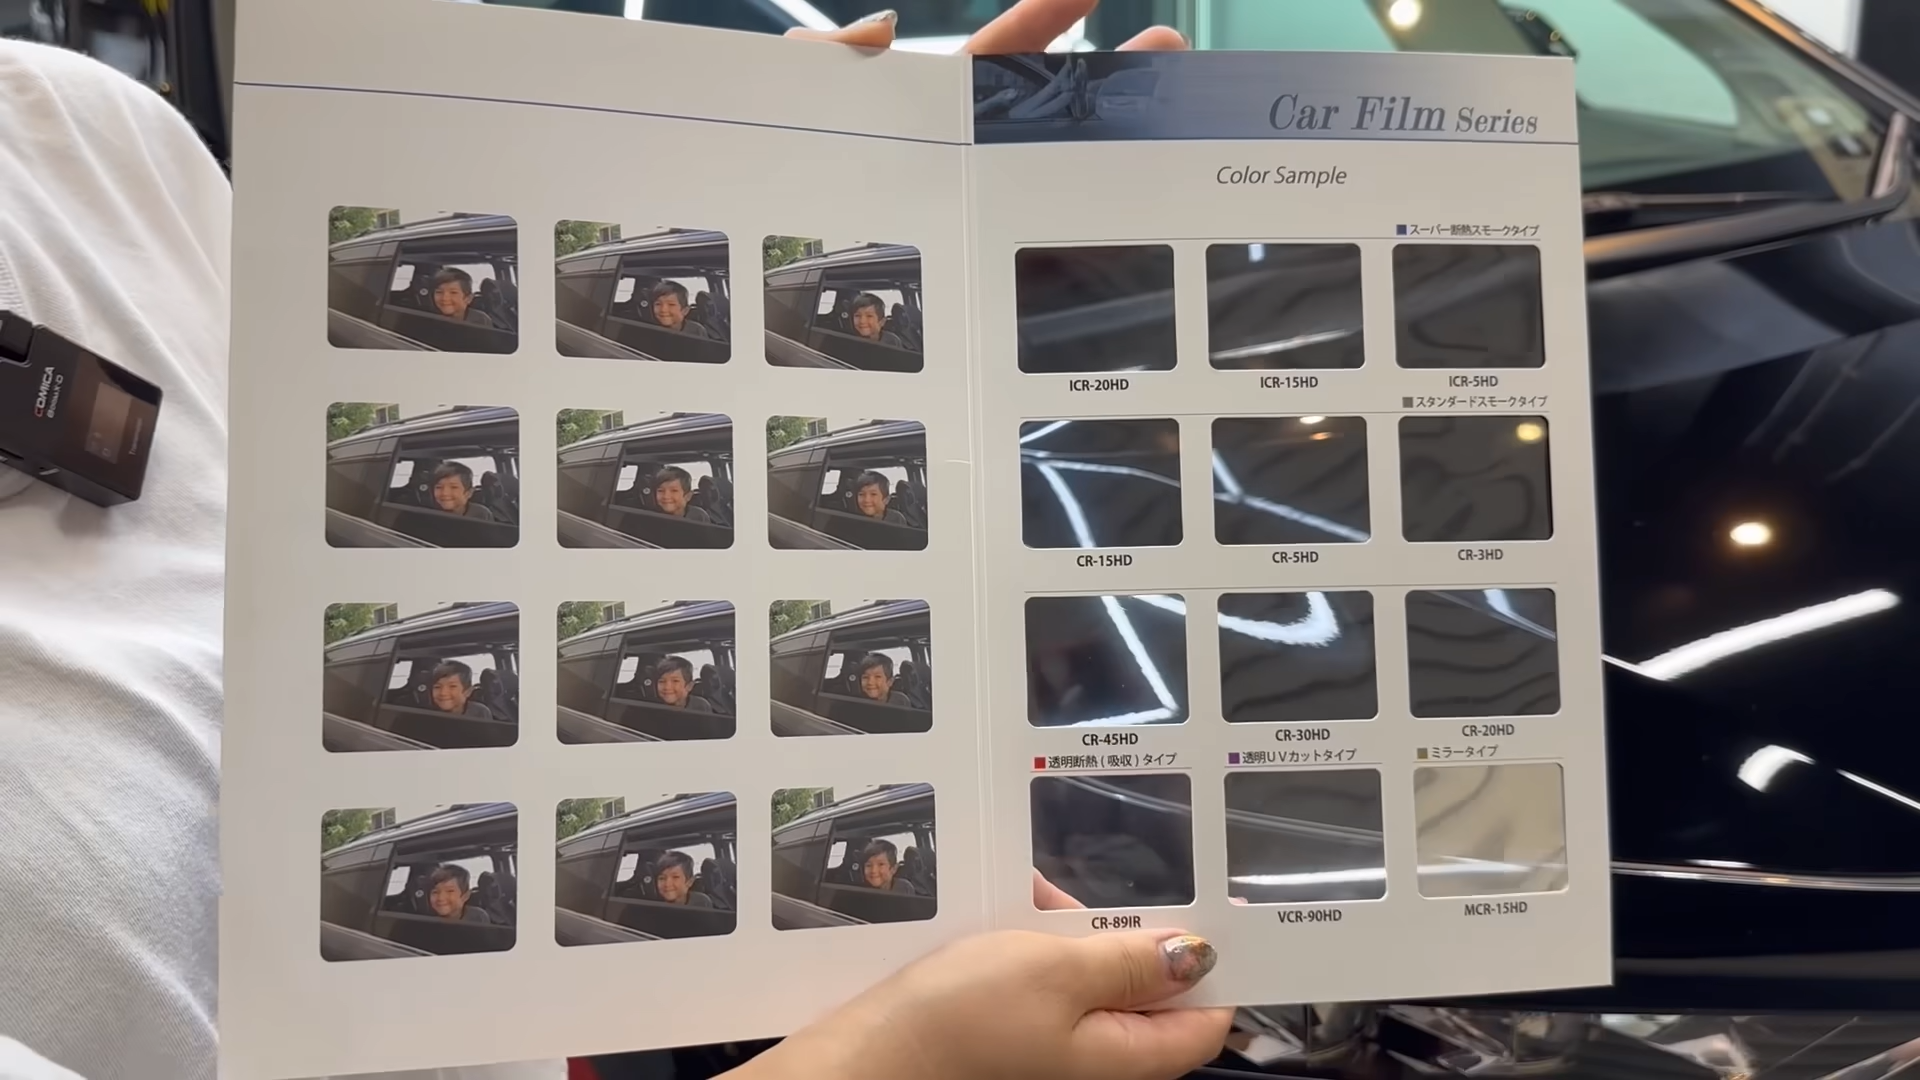 Car Film Series
Color Sample
スーパー断熱スモークタイプ
ICR-20HD
ICR-15HD
ICR-5HD
スタンダードスモークタイプ
CR-15HD
CR-5HD
CR-3HD
CR-45HD
CR-30HD
CR-20HD
透明断熱(吸収)タイプ
透明UVカットタイプ
ミラータイプ
CR-89IR
VCR-90HD
MCR-15HD
COMICA
BoomX-D